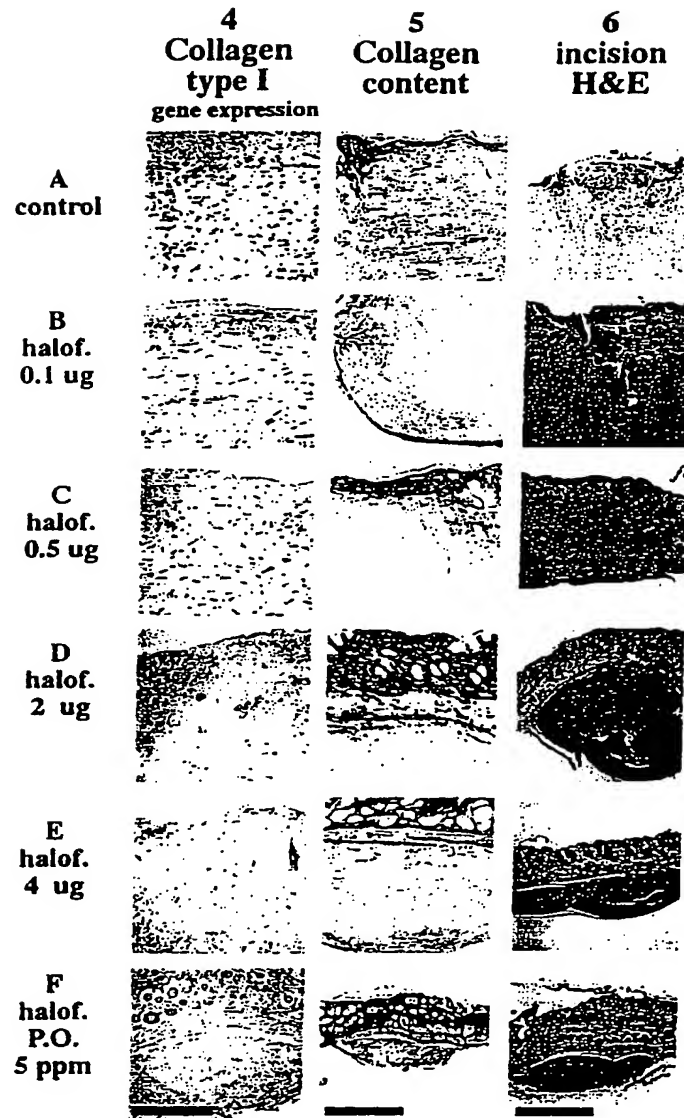 4
Collagen
type I
gene expression
5
Collagen
content
6
incision
H&E
A
control
B
halof.
0.1 ug
C
halof.
0.5 ug
D
halof.
2 ug
E
halof.
4 ug
F
halof.
P.O.
5 ppm